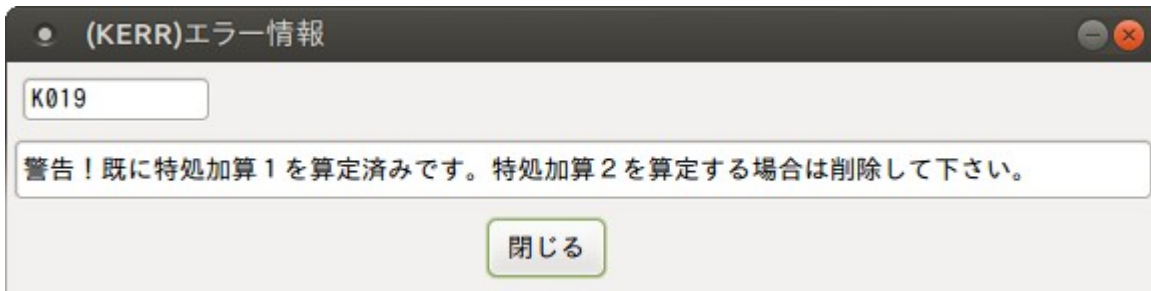 (KERR)エラー情報
K019
警告！既に特処加算１を算定済みです。特処加算２を算定する場合は削除して下さい。
閉じる